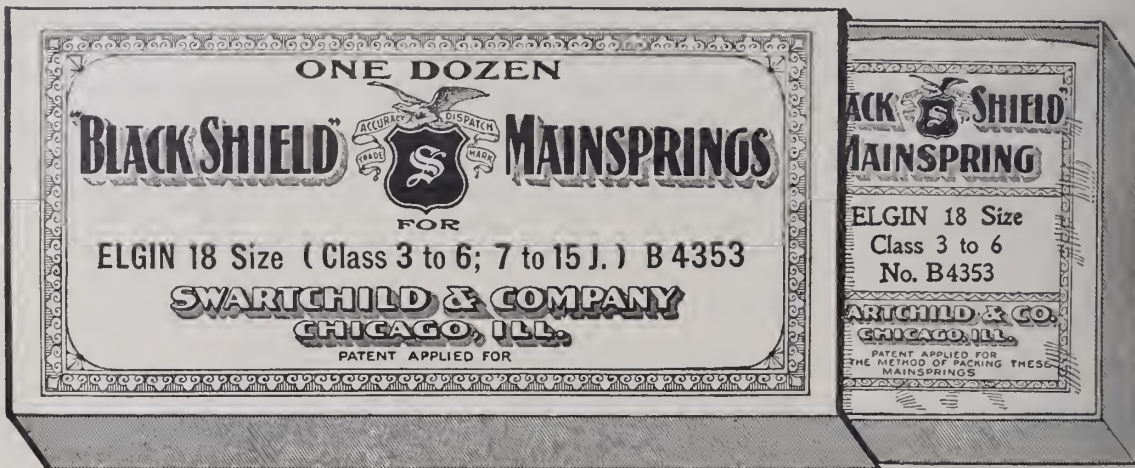 ONE DOZEN
"BLACK SHIELD" MAINSPRINGS
ACCURACY DISPATCH
TRADE MARK
S
FOR
ELGIN 18 Size ( Class 3 to 6; 7 to 15 J. ) B 4353
SWARTCHILD & COMPANY
CHICAGO, ILL.
PATENT APPLIED FOR
ACK S SHIELD"
MAINSPRING
ELGIN 18 Size
Class 3 to 6
No. B4353
ARTCHILD & CO.
CHICAGO, ILL.
PATENT APPLIED FOR
THE METHOD OF PACKING THESE
MAINSPRINGS